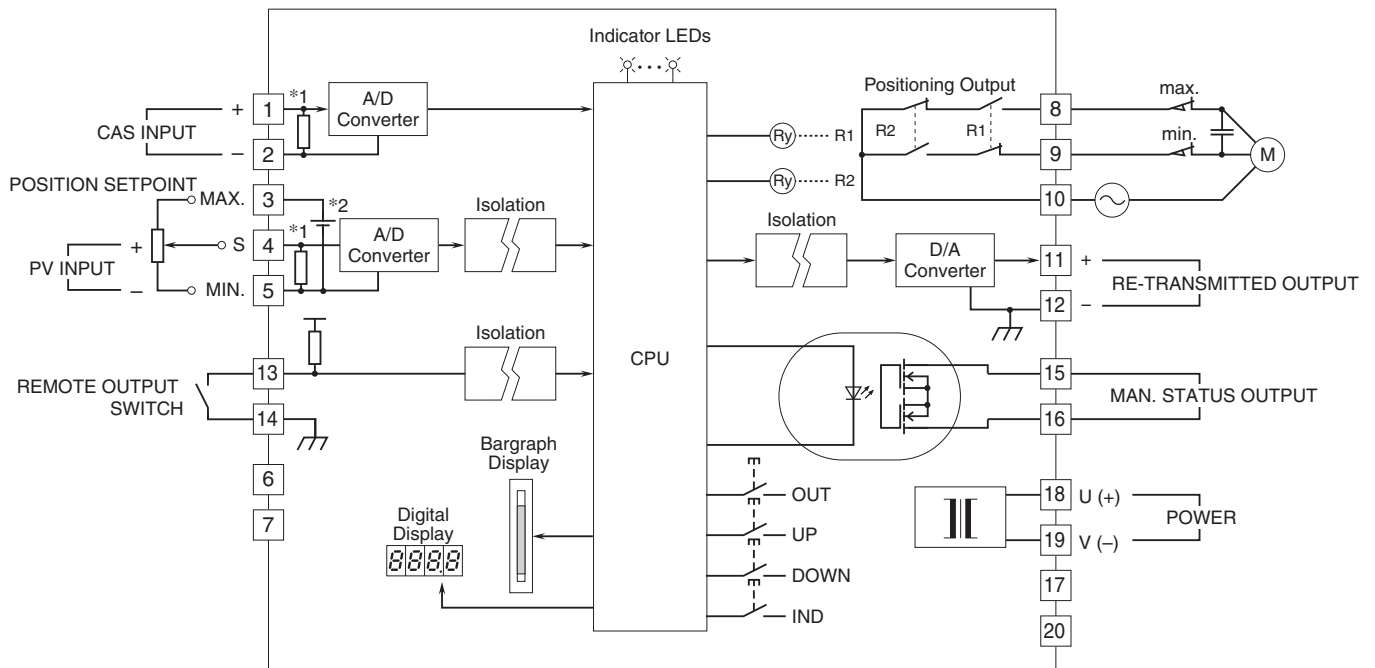 Indicator LEDs
CAS INPUT
+
−
1
2
*1
A/D
Converter
POSITION SETPOINT
MAX.
3
*2
PV INPUT
+
−
S
4
*1
A/D
Converter
Isolation
MIN.
5
REMOTE OUTPUT
SWITCH
13
14
Isolation
6
7
Bargraph
Display
Digital
Display
888.8
CPU
Positioning Output
Ry
R1
Ry
R2
R2
R1
8
9
10
max.
min.
M
Isolation
D/A
Converter
11
+
12
−
RE-TRANSMITTED OUTPUT
15
16
MAN. STATUS OUTPUT
OUT
UP
DOWN
IND
18
U (+)
19
V (–)
POWER
17
20